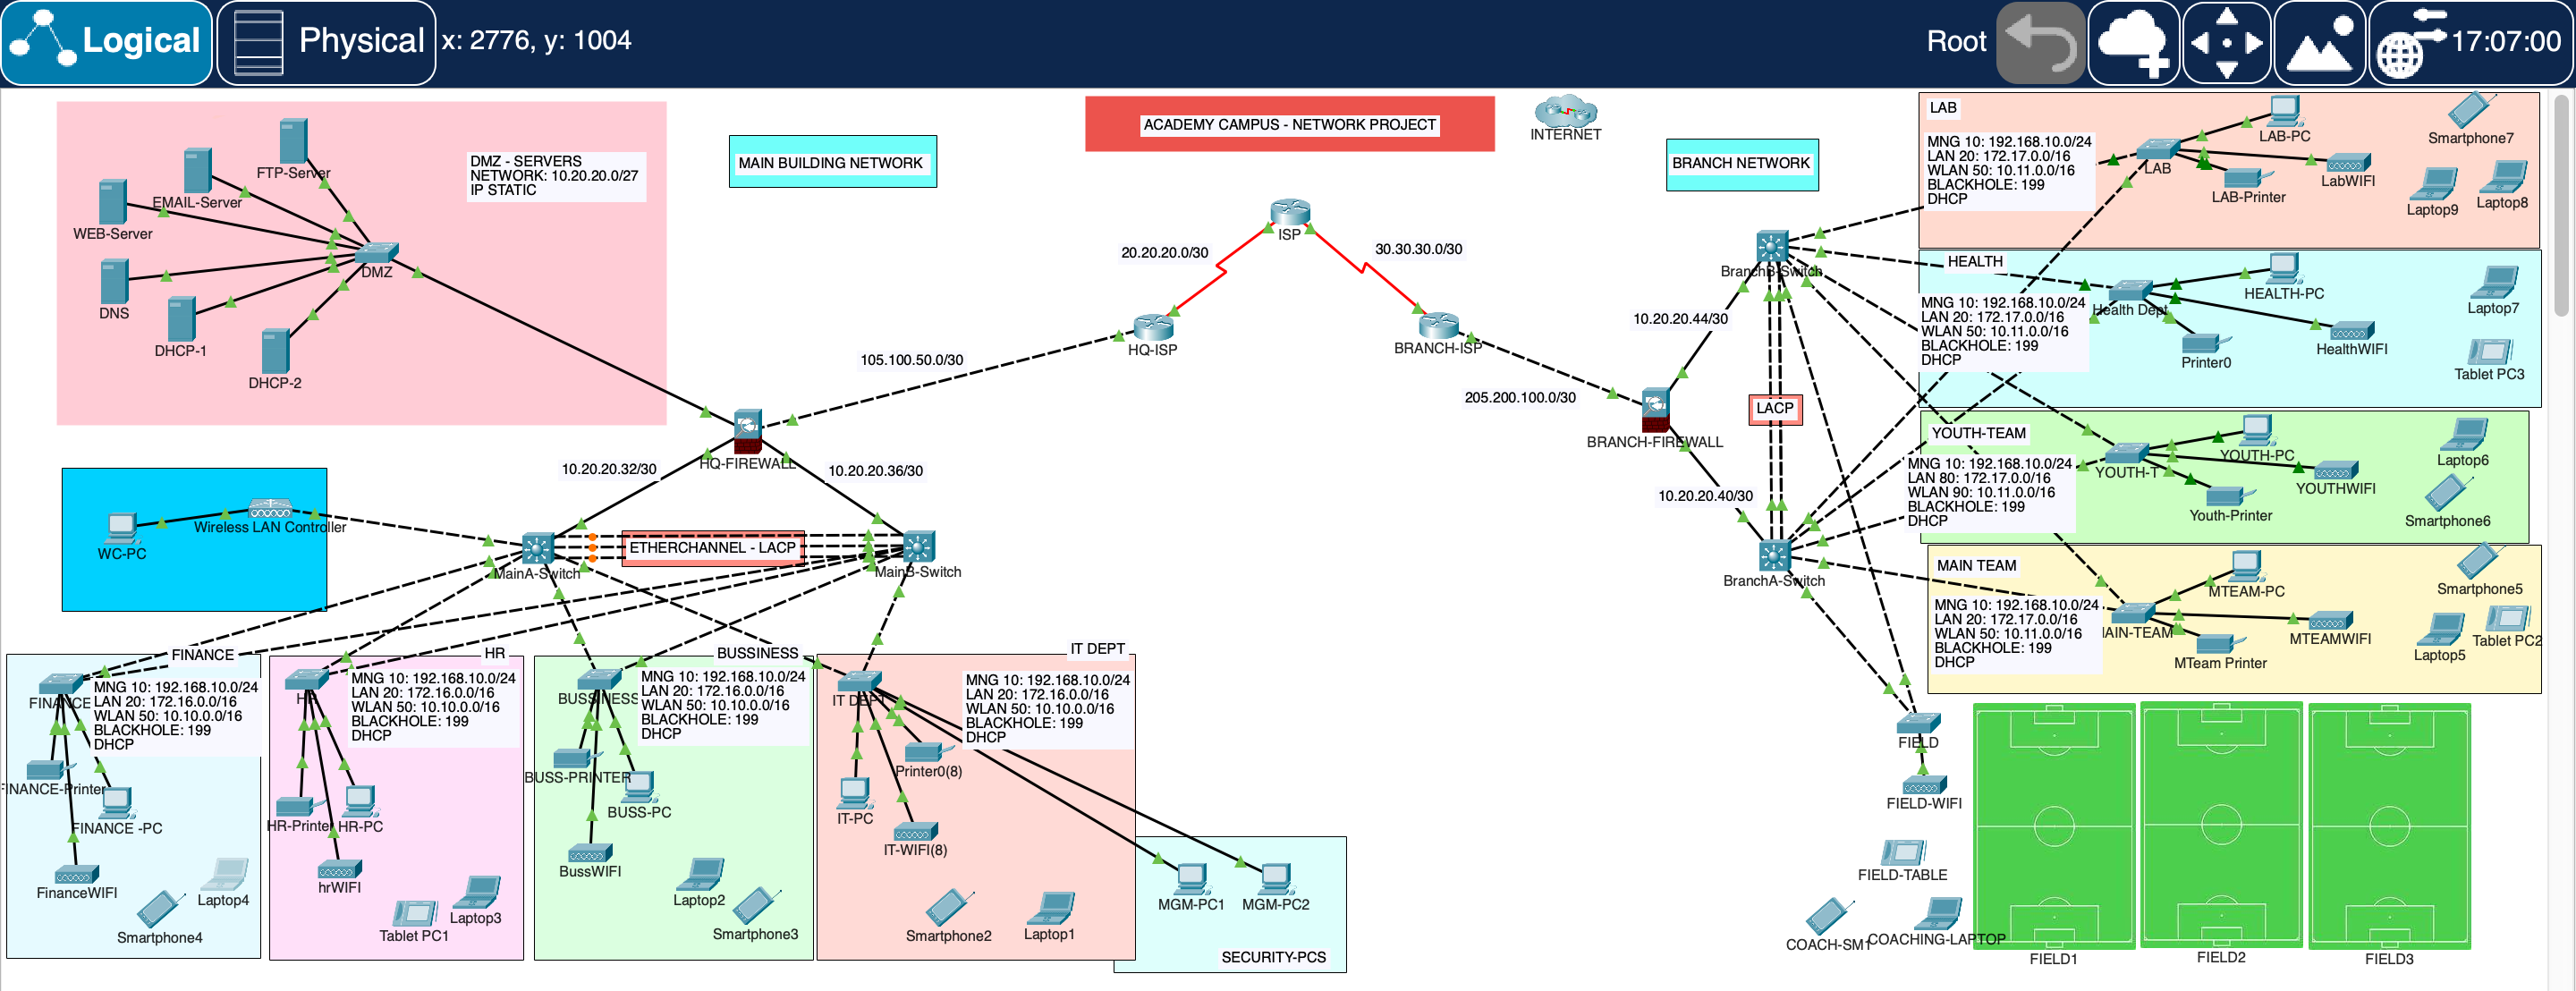 Logical
Physical
x: 2776, y: 1004
Root
17:07:00
ACADEMY CAMPUS - NETWORK PROJECT
INTERNET
MAIN BUILDING NETWORK
BRANCH NETWORK
DMZ - SERVERS
NETWORK: 10.20.20.0/27
IP STATIC
FTP-Server
EMAIL-Server
WEB-Server
DNS
DHCP-1
DHCP-2
DMZ
ISP
20.20.20.0/30
30.30.30.0/30
HQ-ISP
BRANCH-ISP
105.100.50.0/30
205.200.100.0/30
HQ-FIREWALL
BRANCH-FIREWALL
10.20.20.32/30
10.20.20.36/30
10.20.20.44/30
10.20.20.40/30
WC-PC
Wireless LAN Controller
MainA-Switch
ETHERCHANNEL - LACP
MainB-Switch
BranchB-Switch
LACP
BranchA-Switch
LAB
MNG 10: 192.168.10.0/24
LAN 20: 172.17.0.0/16
WLAN 50: 10.11.0.0/16
BLACKHOLE: 199
DHCP
LAB
LAB-PC
LAB-Printer
LabWIFI
Smartphone7
Laptop9
Laptop8
HEALTH
MNG 10: 192.168.10.0/24
LAN 20: 172.17.0.0/16
WLAN 50: 10.11.0.0/16
BLACKHOLE: 199
DHCP
Health Dept
HEALTH-PC
Printer0
HealthWIFI
Laptop7
Tablet PC3
YOUTH-TEAM
MNG 10: 192.168.10.0/24
LAN 80: 172.17.0.0/16
WLAN 90: 10.11.0.0/16
BLACKHOLE: 199
DHCP
YOUTH-T
YOUTH-PC
Youth-Printer
YOUTHWIFI
Laptop6
Smartphone6
MAIN TEAM
MNG 10: 192.168.10.0/24
LAN 20: 172.17.0.0/16
WLAN 50: 10.11.0.0/16
BLACKHOLE: 199
DHCP
AIN-TEAM
MTEAM-PC
MTeam Printer
MTEAMWIFI
Smartphone5
Laptop5
Tablet PC2
FINANCE
FINANCE
MNG 10: 192.168.10.0/24
LAN 20: 172.16.0.0/16
WLAN 50: 10.10.0.0/16
BLACKHOLE: 199
DHCP
FINANCE-Printer
FINANCE -PC
FinanceWIFI
Laptop4
Smartphone4
HR
MNG 10: 192.168.10.0/24
LAN 20: 172.16.0.0/16
WLAN 50: 10.10.0.0/16
BLACKHOLE: 199
DHCP
HR-Printer
HR-PC
hrWIFI
Laptop3
Tablet PC1
BUSSINESS
BUSSINESS
MNG 10: 192.168.10.0/24
LAN 20: 172.16.0.0/16
WLAN 50: 10.10.0.0/16
BLACKHOLE: 199
DHCP
BUSS-PRINTER
BUSS-PC
BussWIFI
Laptop2
Smartphone3
IT DEPT
IT DEPT
MNG 10: 192.168.10.0/24
LAN 20: 172.16.0.0/16
WLAN 50: 10.10.0.0/16
BLACKHOLE: 199
DHCP
Printer0(8)
IT-PC
IT-WIFI(8)
Smartphone2
Laptop1
MGM-PC1
MGM-PC2
SECURITY-PCS
FIELD
FIELD-WIFI
FIELD-TABLE
COACH-SM1
COACHING-LAPTOP
FIELD1
FIELD2
FIELD3